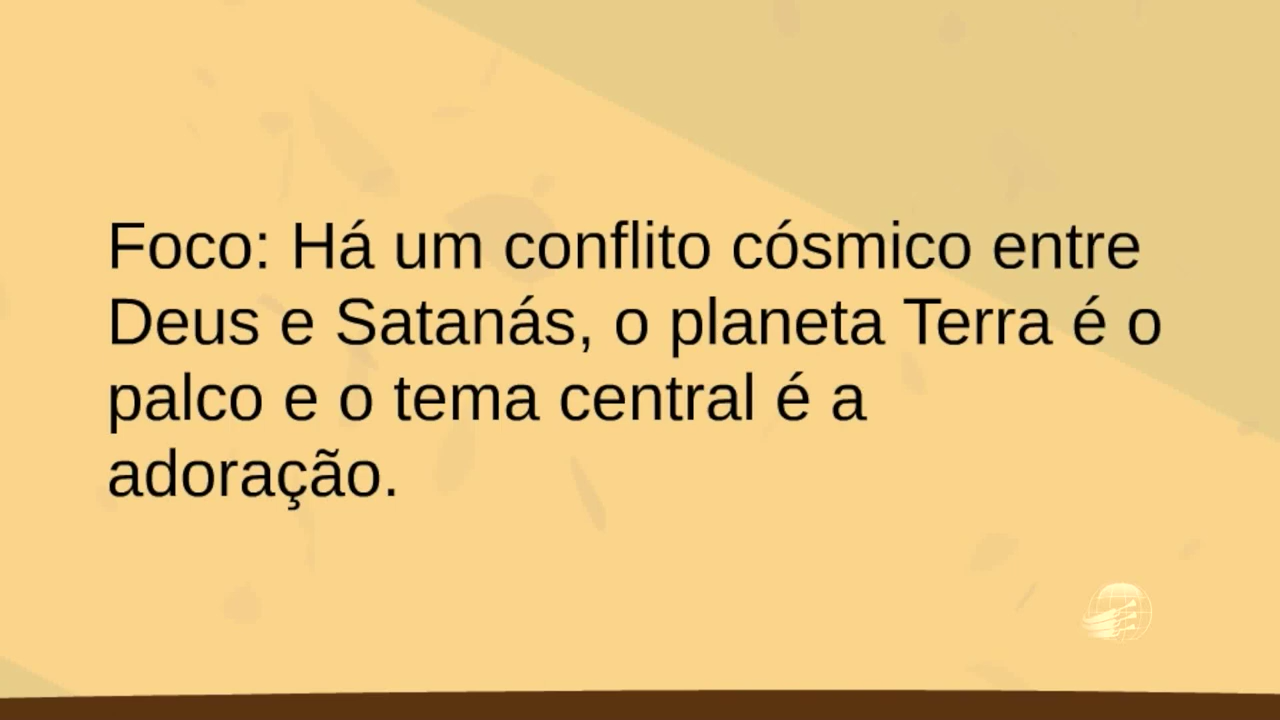 Foco: Há um conflito cósmico entre
Deus e Satanás, o planeta Terra é o
palco e o tema central é a
adoração.